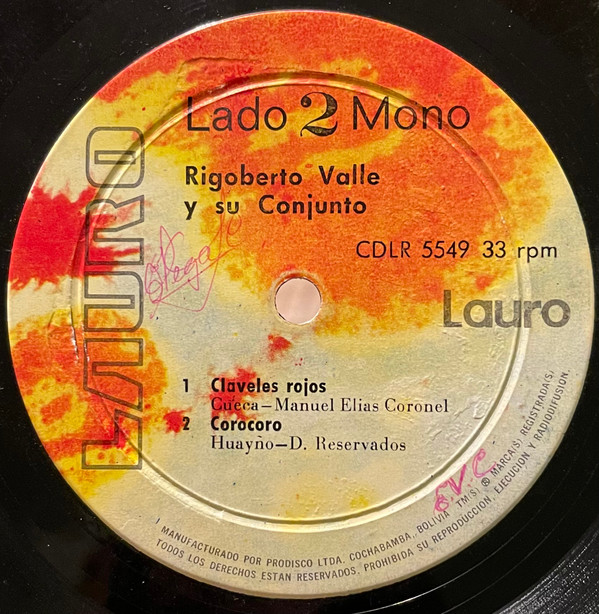 Lado 2 Mono
Rigoberto Valle
y su Conjunto
CDLR 5549 33 rpm
LAURO
Lauro
1 Claveles rojos
Cueca—Manuel Elias Coronel
2 Corocoro
Huayño—D. Reservados
E.V.C.
MANUFACTURADO POR PRODISCO LTDA. COCHABAMBA, BOLIVIA TM(S) ® MARCA(S) REGISTRADA(S)
TODOS LOS DERECHOS ESTAN RESERVADOS. PROHIBIDA SU REPRODUCCION, EJECUCION Y RADIODIFUSION.